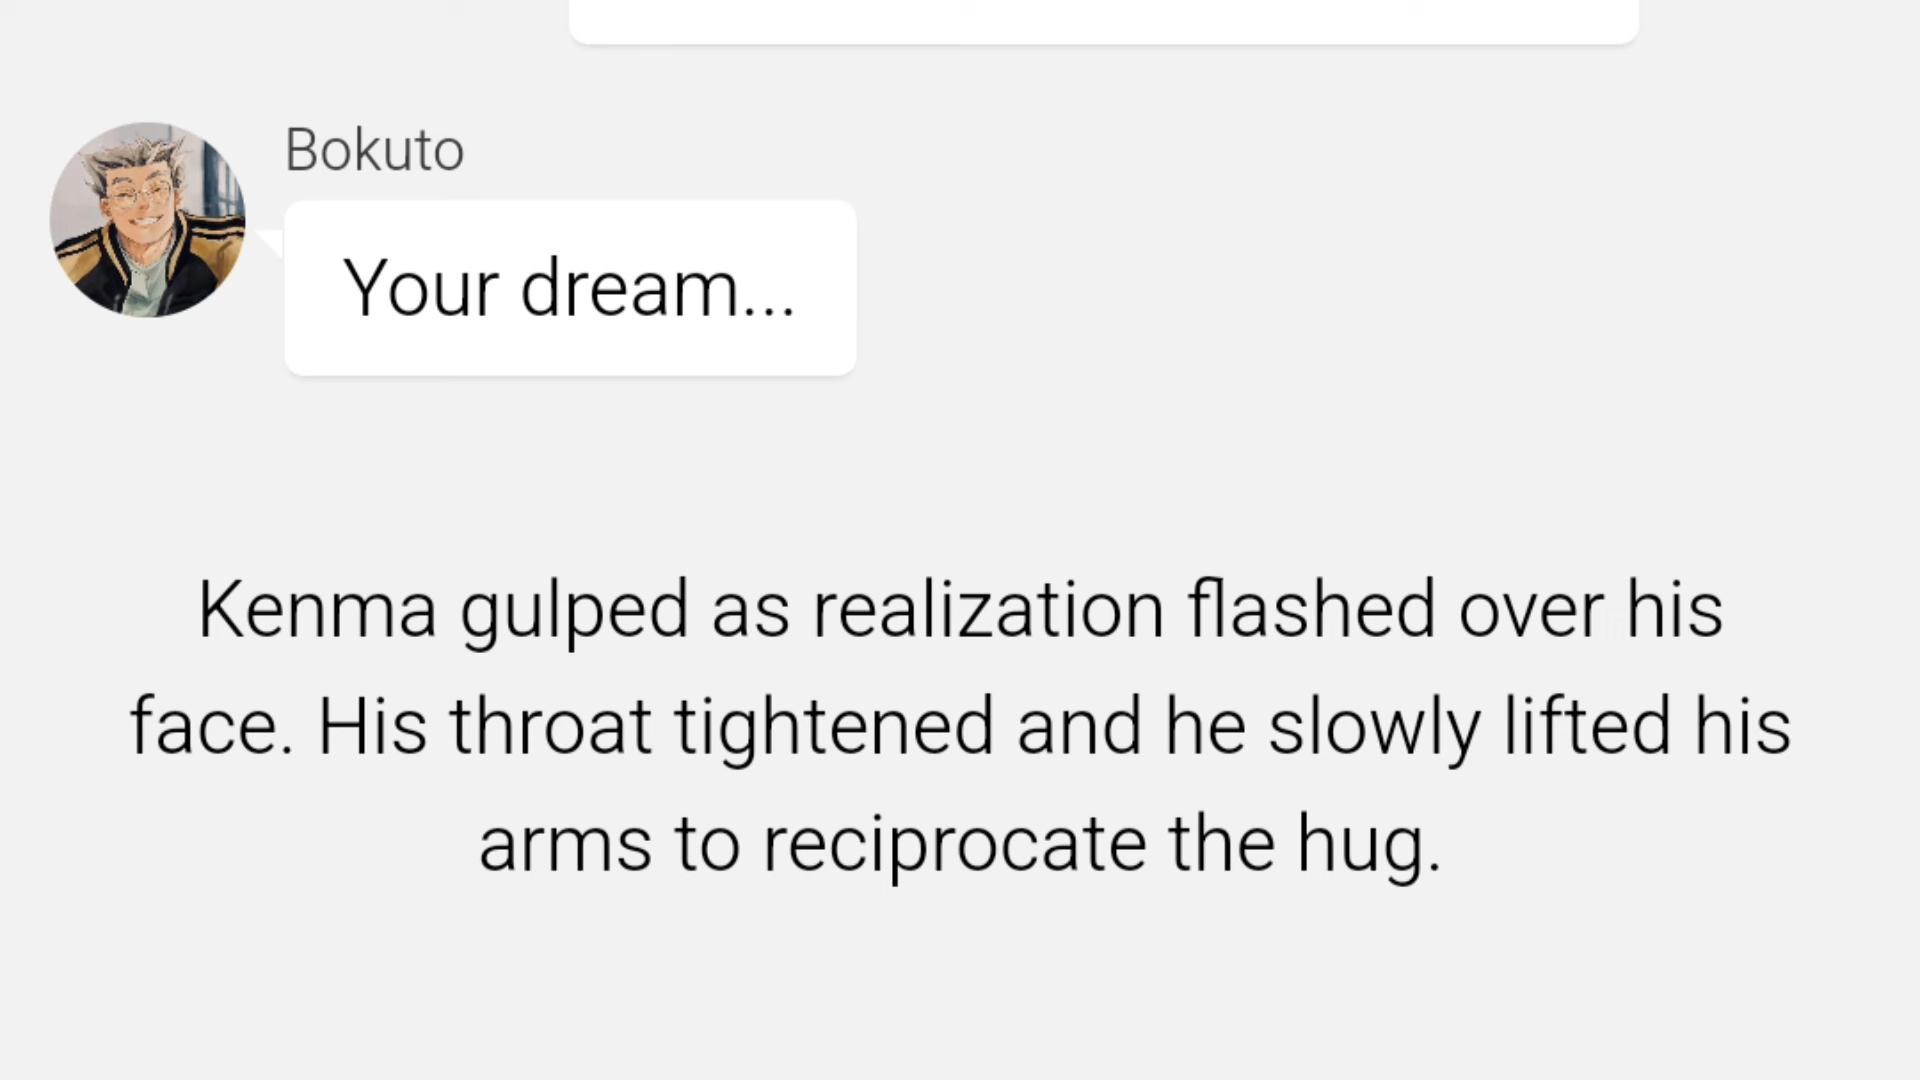 Bokuto
Your dream...
Kenma gulped as realization flashed over his
face. His throat tightened and he slowly lifted his
arms to reciprocate the hug.